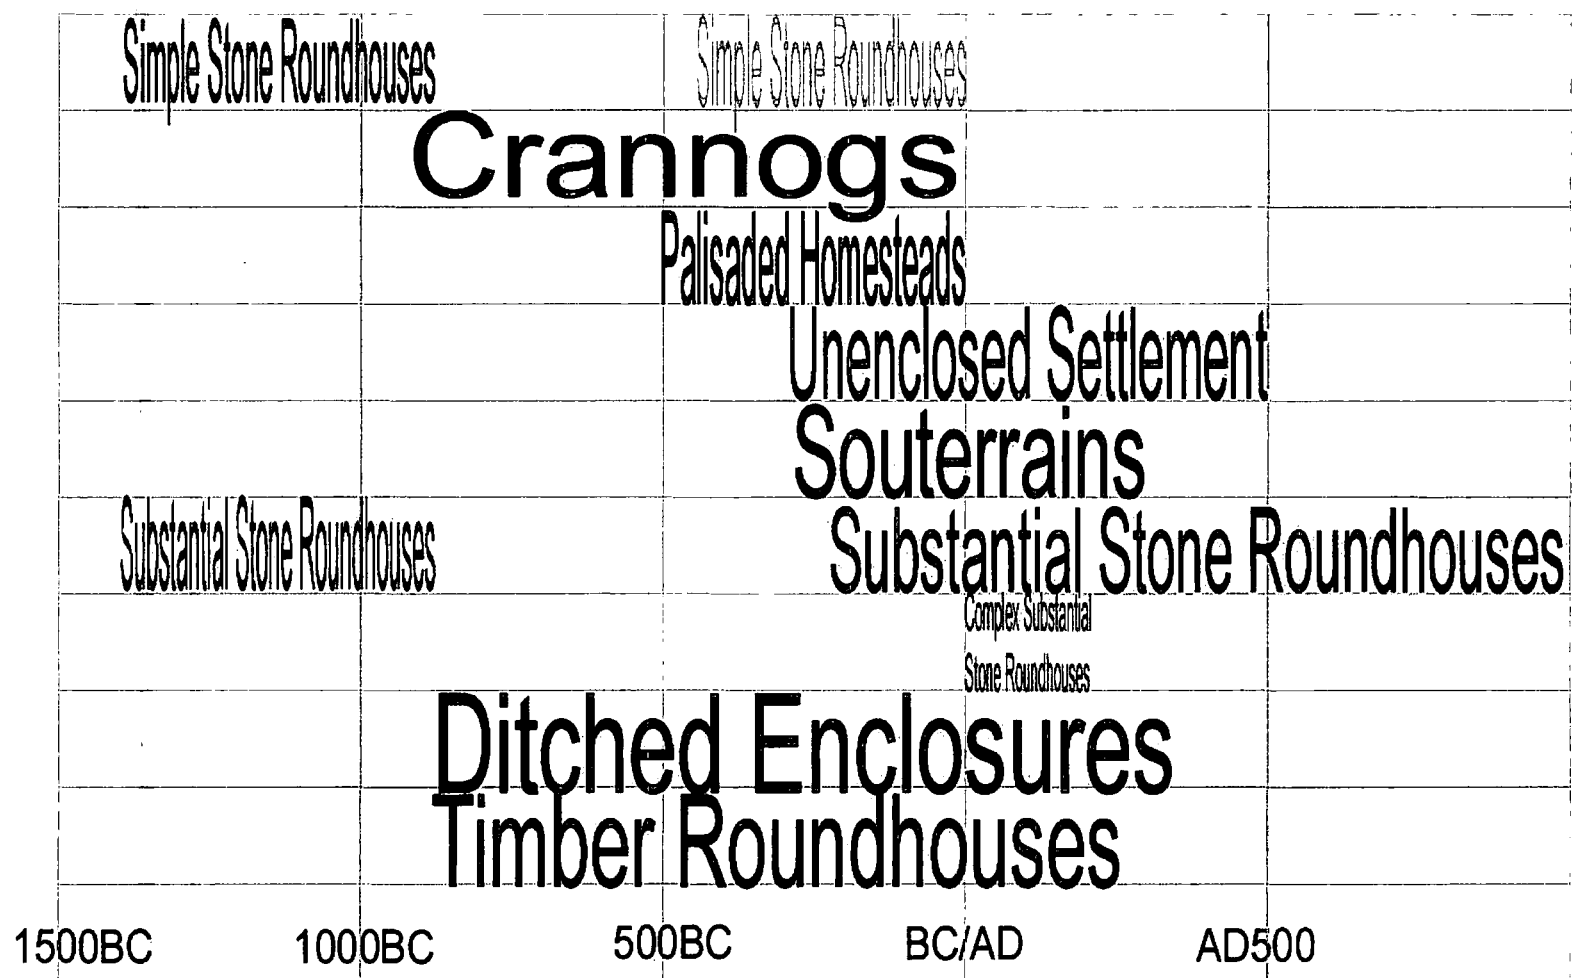 Simple Stone Roundhouses Simple Stone Roundhouses
Crannogs
Palisaded Homesteads
Unenclosed Settlement
Souterrains
Substantial Stone Roundhouses Substantial Stone Roundhouses
Complex Substantial
Stone Roundhouses
Ditched Enclosures
Timber Roundhouses
1500BC 1000BC 500BC BC/AD AD500